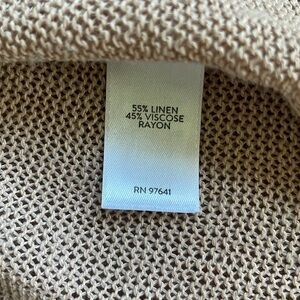 55% LINEN
45% VISCOSE
RAYON
RN 97641